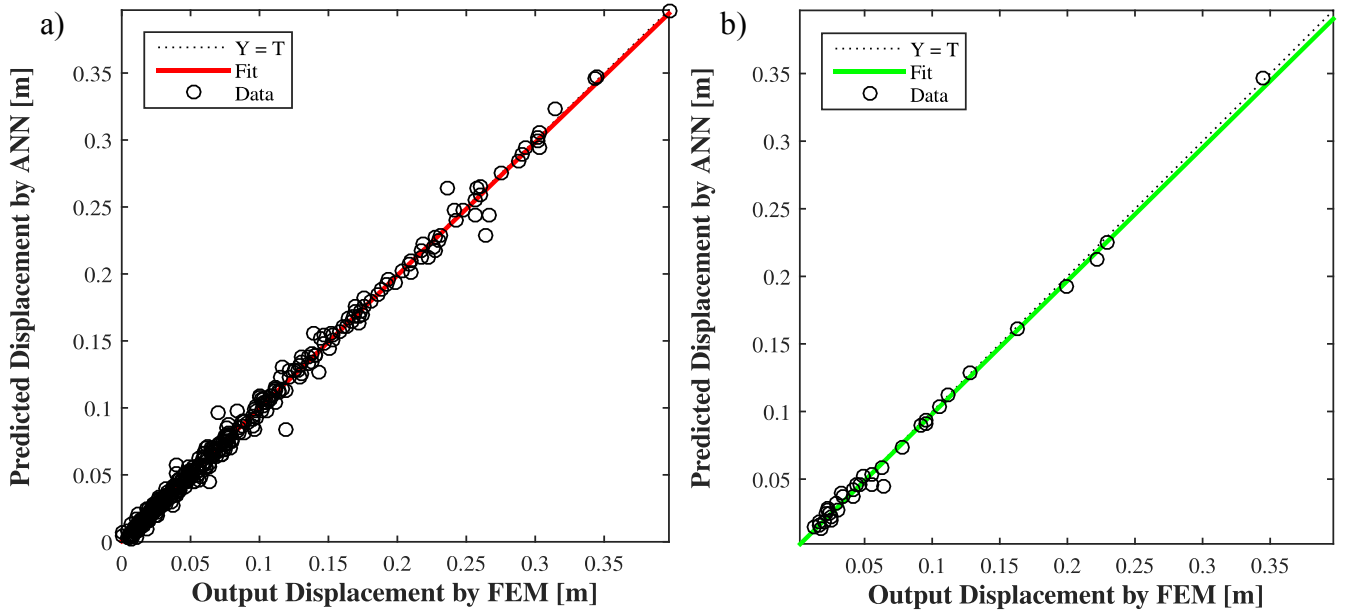 a)
Y = T
Fit
Data
Predicted Displacement by ANN [m]
0.35
0.3
0.25
0.2
0.15
0.1
0.05
0
0 0.05 0.1 0.15 0.2 0.25 0.3 0.35
Output Displacement by FEM [m]
b)
Y = T
Fit
Data
Predicted Displacement by ANN [m]
0.35
0.3
0.25
0.2
0.15
0.1
0.05
0.05 0.1 0.15 0.2 0.25 0.3 0.35
Output Displacement by FEM [m]